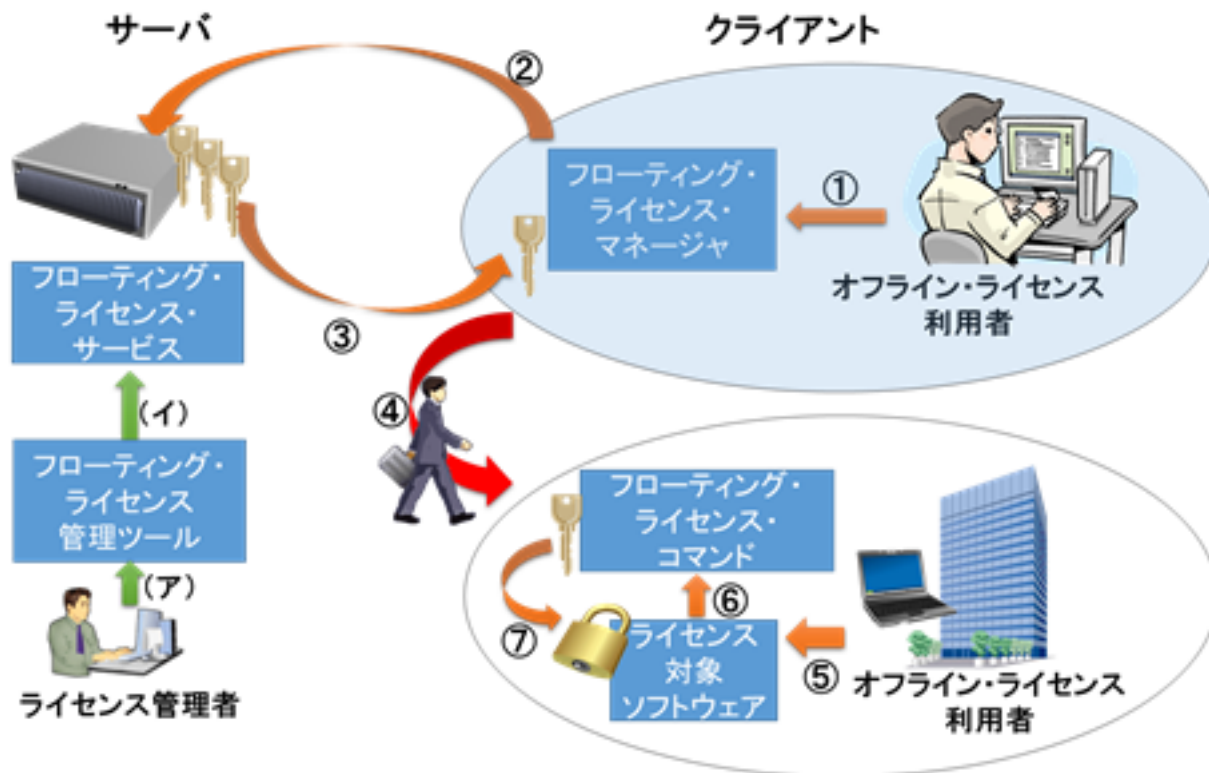 サーバ
クライアント
②
フローティング・
ライセンス・
マネージャ
①
オフライン・ライセンス
利用者
フローティング・
ライセンス・
サービス
③
(イ)
フローティング・
ライセンス
管理ツール
(ア)
ライセンス管理者
④
フローティング・
ライセンス・
コマンド
⑥
⑦
ライセンス
対象
ソフトウェア
⑤
オフライン・ライセンス
利用者